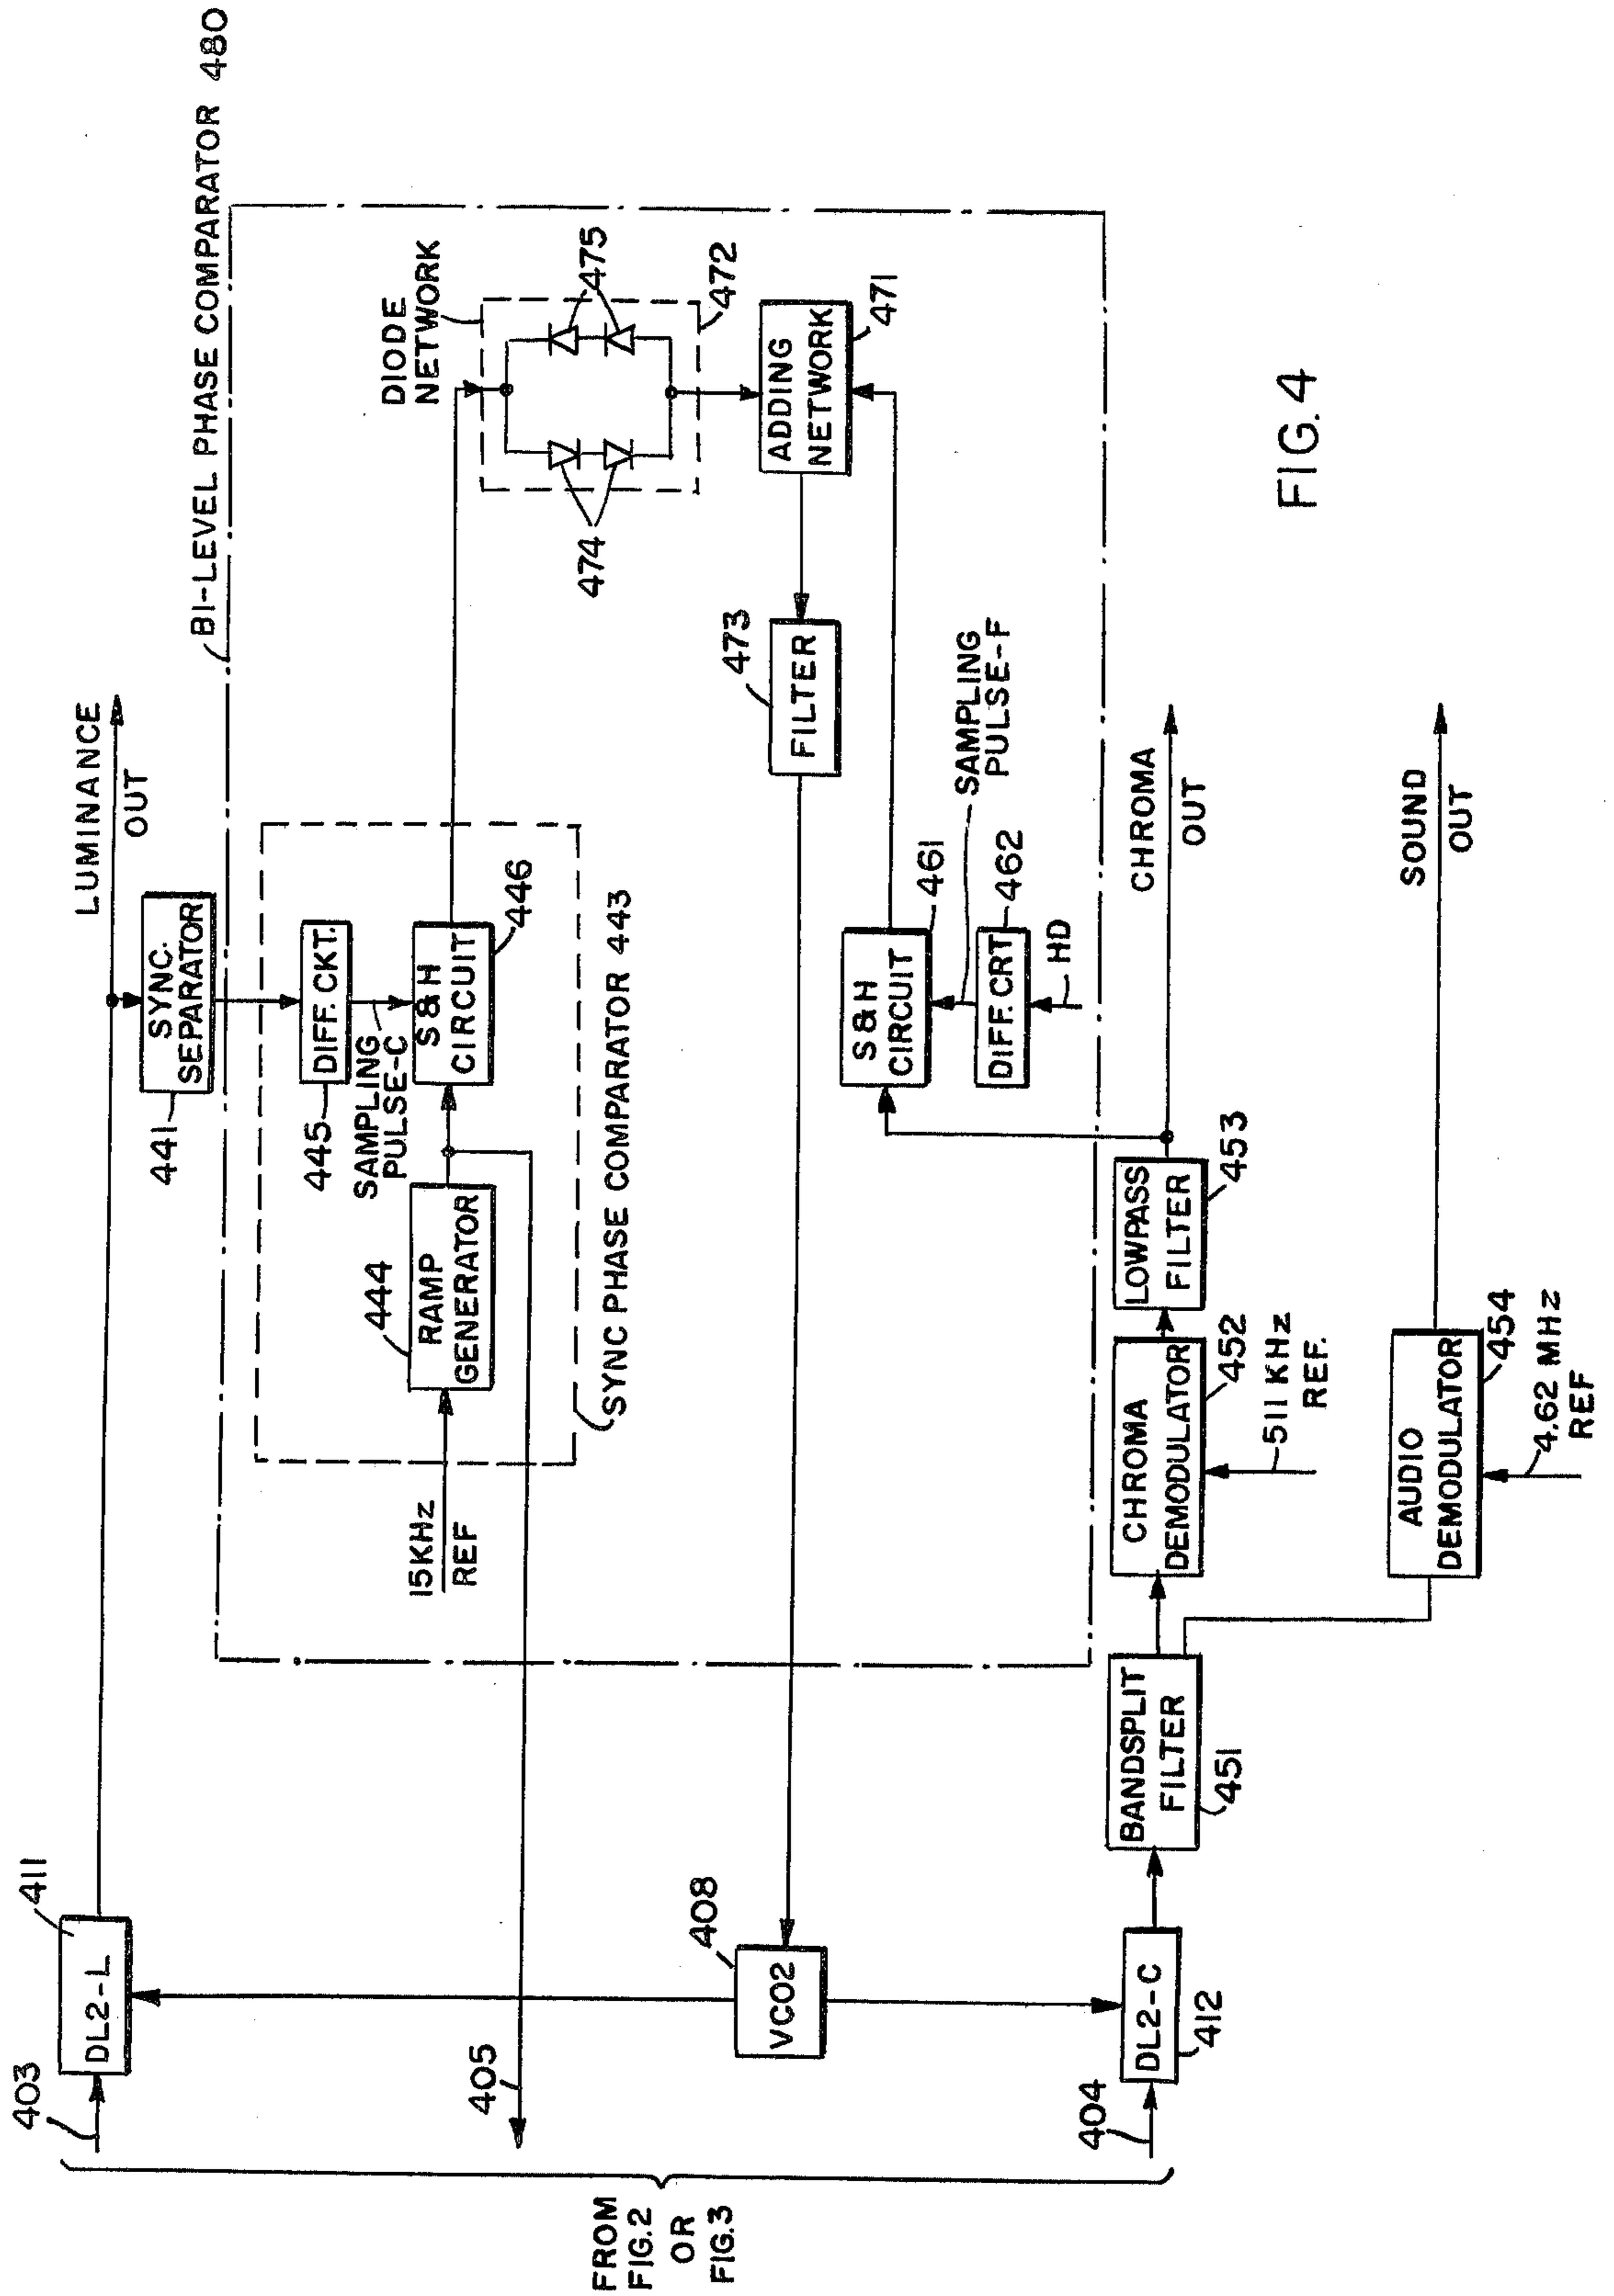 LUMINANCE
OUT
411
403
DL2-L
SYNC.
SEPARATOR
441
BI-LEVEL PHASE COMPARATOR 480
445
DIFF. CKT.
SAMPLING
PULSE-C
444
RAMP
GENERATOR
S&H
CIRCUIT
446
15KHz
REF
SYNC PHASE COMPARATOR 443
DIODE
NETWORK
475
474
472
405
FROM
FIG.2
OR
FIG.3
408
VCO2
473
FILTER
ADDING
NETWORK
471
S&H
CIRCUIT
461
SAMPLING
PULSE-F
DIFF.CRT
462
HD
404
DL2-C
412
BANDSPLIT
FILTER
451
CHROMA
DEMODULATOR
452
511 KHz
REF.
LOWPASS
FILTER
453
CHROMA
OUT
AUDIO
DEMODULATOR
454
4.62 MHz
REF
SOUND
OUT
FIG.4